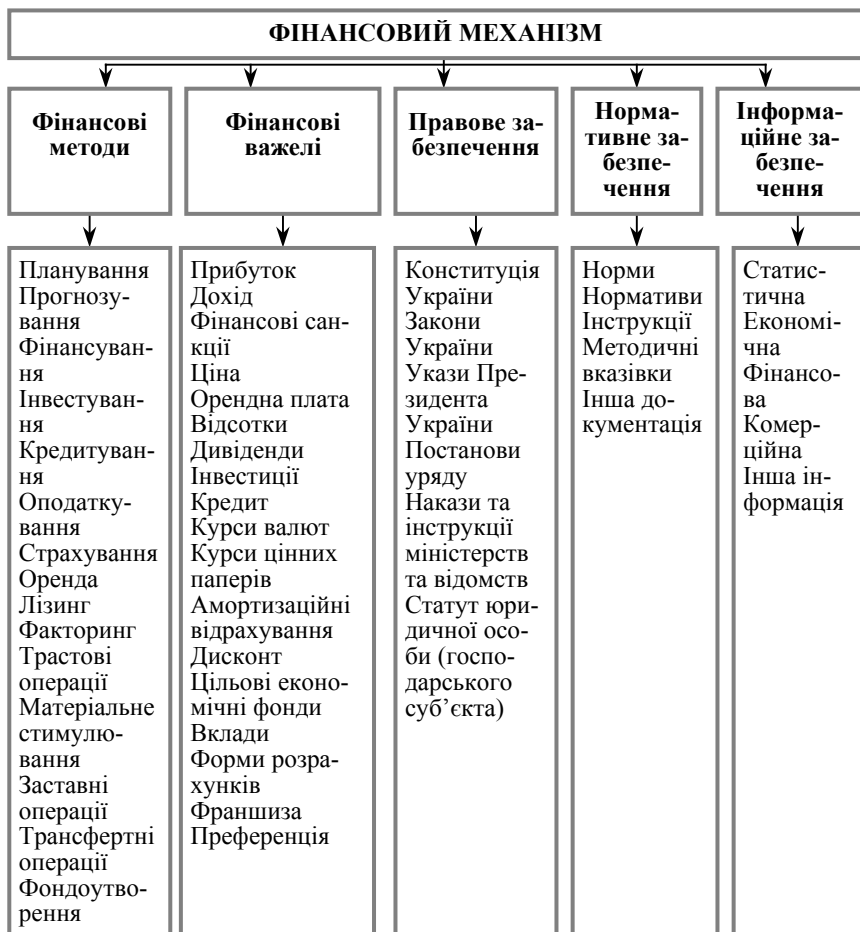 ФІНАНСОВИЙ МЕХАНІЗМ
Фінансові
методи
Фінансові
важелі
Правове за-
безпечення
Норма-
тивне за-
безпе-
чення
Інформа-
ційне за-
безпе-
чення
Планування
Прогнозу-
вання
Фінансуван-
ня
Інвестуван-
ня
Кредитуван-
ня
Оподатку-
вання
Страхування
Оренда
Лізинг
Факторинг
Трастові
операції
Матеріальне
стимулю-
вання
Заставні
операції
Трансфертні
операції
Фондоутво-
рення
Прибуток
Дохід
Фінансові сан-
кції
Ціна
Орендна плата
Відсотки
Дивіденди
Інвестиції
Кредит
Курси валют
Курси цінних
паперів
Амортизаційні
відрахування
Дисконт
Цільові еконо-
мічні фонди
Вклади
Форми розра-
хунків
Франшиза
Преференція
Конституція
України
Закони
України
Укази Пре-
зидента
України
Постанови
уряду
Накази та
інструкції
міністерств
та відомств
Статут юри-
дичної осо-
би (госпо-
дарського
суб’єкта)
Норми
Нормативи
Інструкції
Методичні
вказівки
Інша до-
кументація
Статис-
тична
Економі-
чна
Фінансо-
ва
Комер-
ційна
Інша ін-
формація